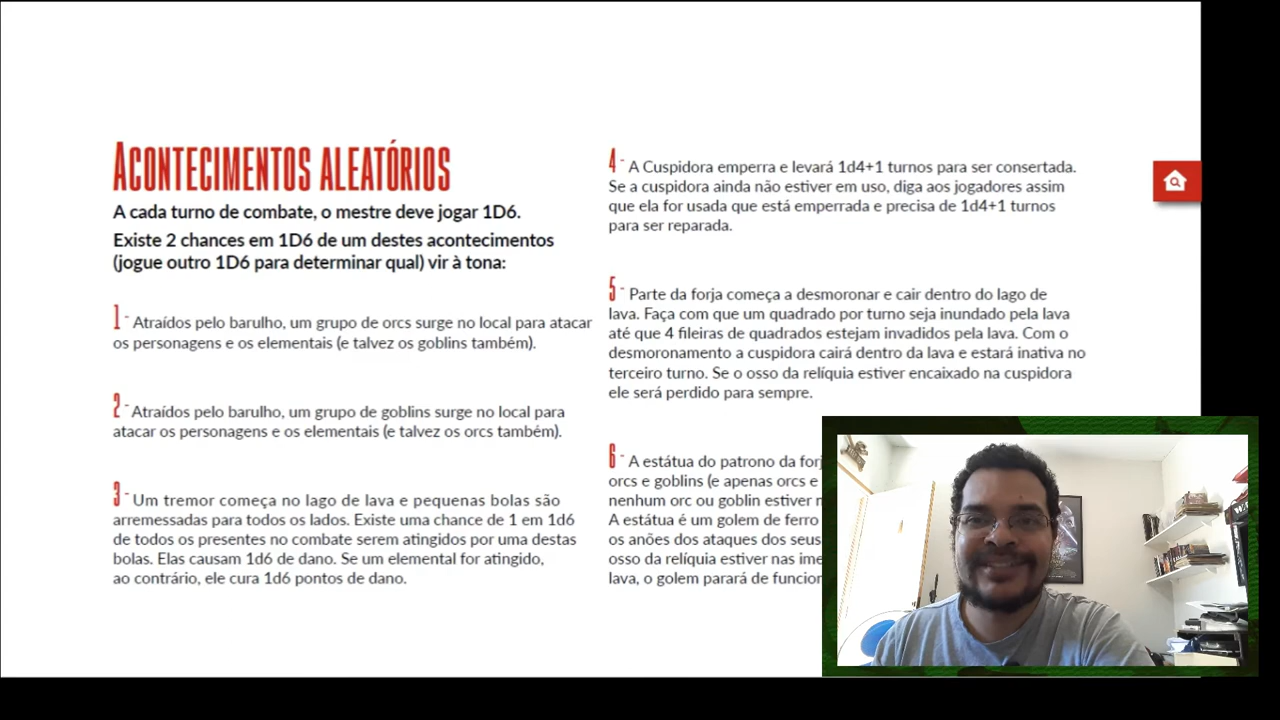 ACONTECIMENTOS ALEATÓRIOS
A cada turno de combate, o mestre deve jogar 1D6.
Existe 2 chances em 1D6 de um destes acontecimentos
(jogue outro 1D6 para determinar qual) vir à tona:
1 - Atraídos pelo barulho, um grupo de orcs surge no local para atacar
os personagens e os elementais (e talvez os goblins também).
2 - Atraídos pelo barulho, um grupo de goblins surge no local para
atacar os personagens e os elementais (e talvez os orcs também).
3 - Um tremor começa no lago de lava e pequenas bolas são
arremessadas para todos os lados. Existe uma chance de 1 em 1d6
de todos os presentes no combate serem atingidos por uma destas
bolas. Elas causam 1d6 de dano. Se um elemental for atingido,
ao contrário, ele cura 1d6 pontos de dano.
4 - A Cuspidora emperra e levará 1d4+1 turnos para ser consertada.
Se a cuspidora ainda não estiver em uso, diga aos jogadores assim
que ela for usada que está emperrada e precisa de 1d4+1 turnos
para ser reparada.
5 - Parte da forja começa a desmoronar e cair dentro do lago de
lava. Faça com que um quadrado por turno seja inundado pela lava
até que 4 fileiras de quadrados estejam invadidos pela lava. Com o
desmoronamento a cuspidora cairá dentro da lava e estará inativa no
terceiro turno. Se o osso da relíquia estiver encaixado na cuspidora
ele será perdido para sempre.
6 - A estátua do patrono da
orcs e goblins (e apenas orcs e
nenhum orc ou goblin estiver
A estátua é um golem de ferro
os anões dos ataques dos seus
osso da relíquia estiver nas
lava, o golem parará de